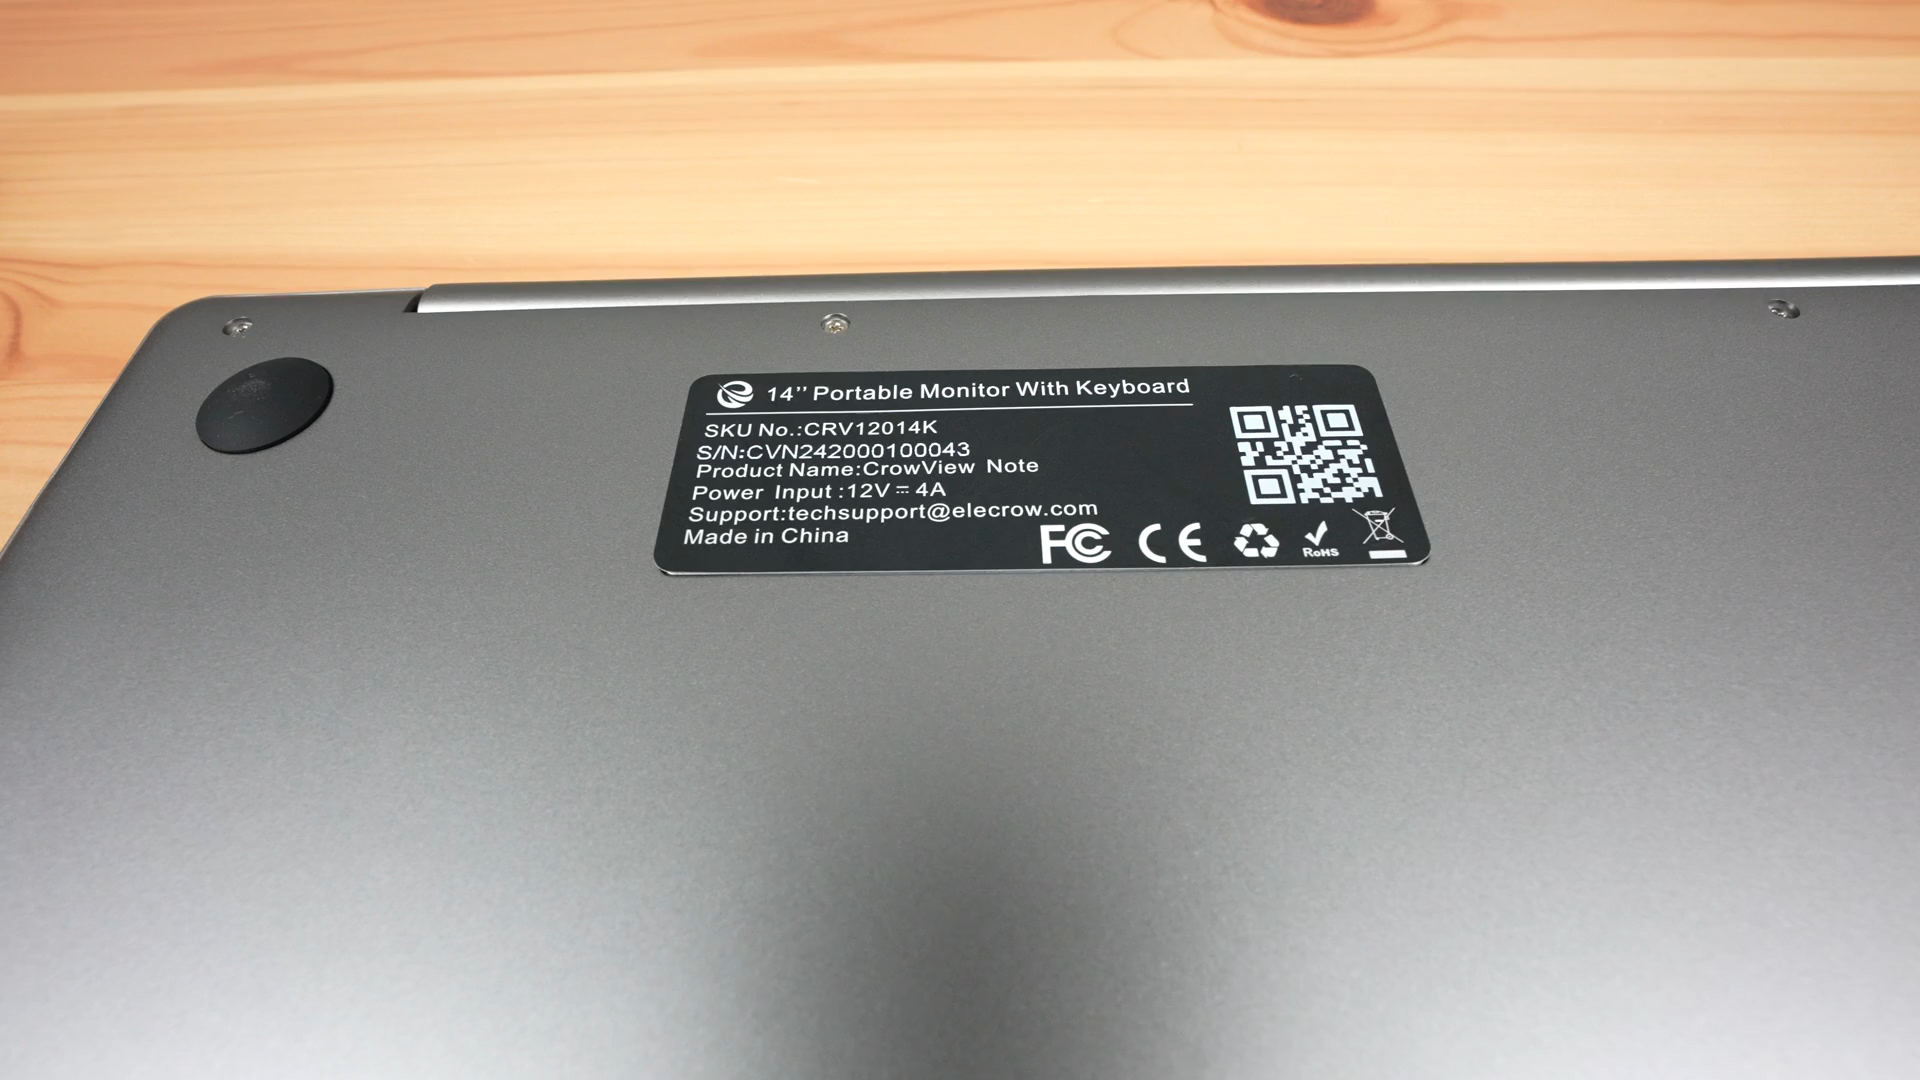 14’’ Portable Monitor With Keyboard
SKU No.:CRV12014K
S/N:CVN242000100043
Product Name:CrowView Note
Power Input :12V ⎓ 4A
Support:techsupport@elecrow.com
Made in China
FC CE RoHS